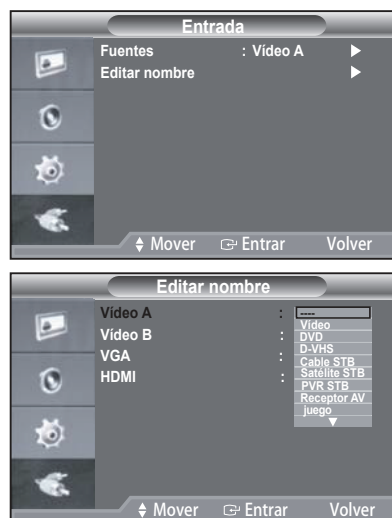 Entrada
Fuentes : Vídeo A
Editar nombre
Mover Entrar Volver
Editar nombre
Vídeo A : ----
Vídeo B :
VGA :
HDMI :
Vídeo
DVD
D-VHS
Cable STB
Satélite STB
PVR STB
Receptor AV
juego
Mover Entrar Volver